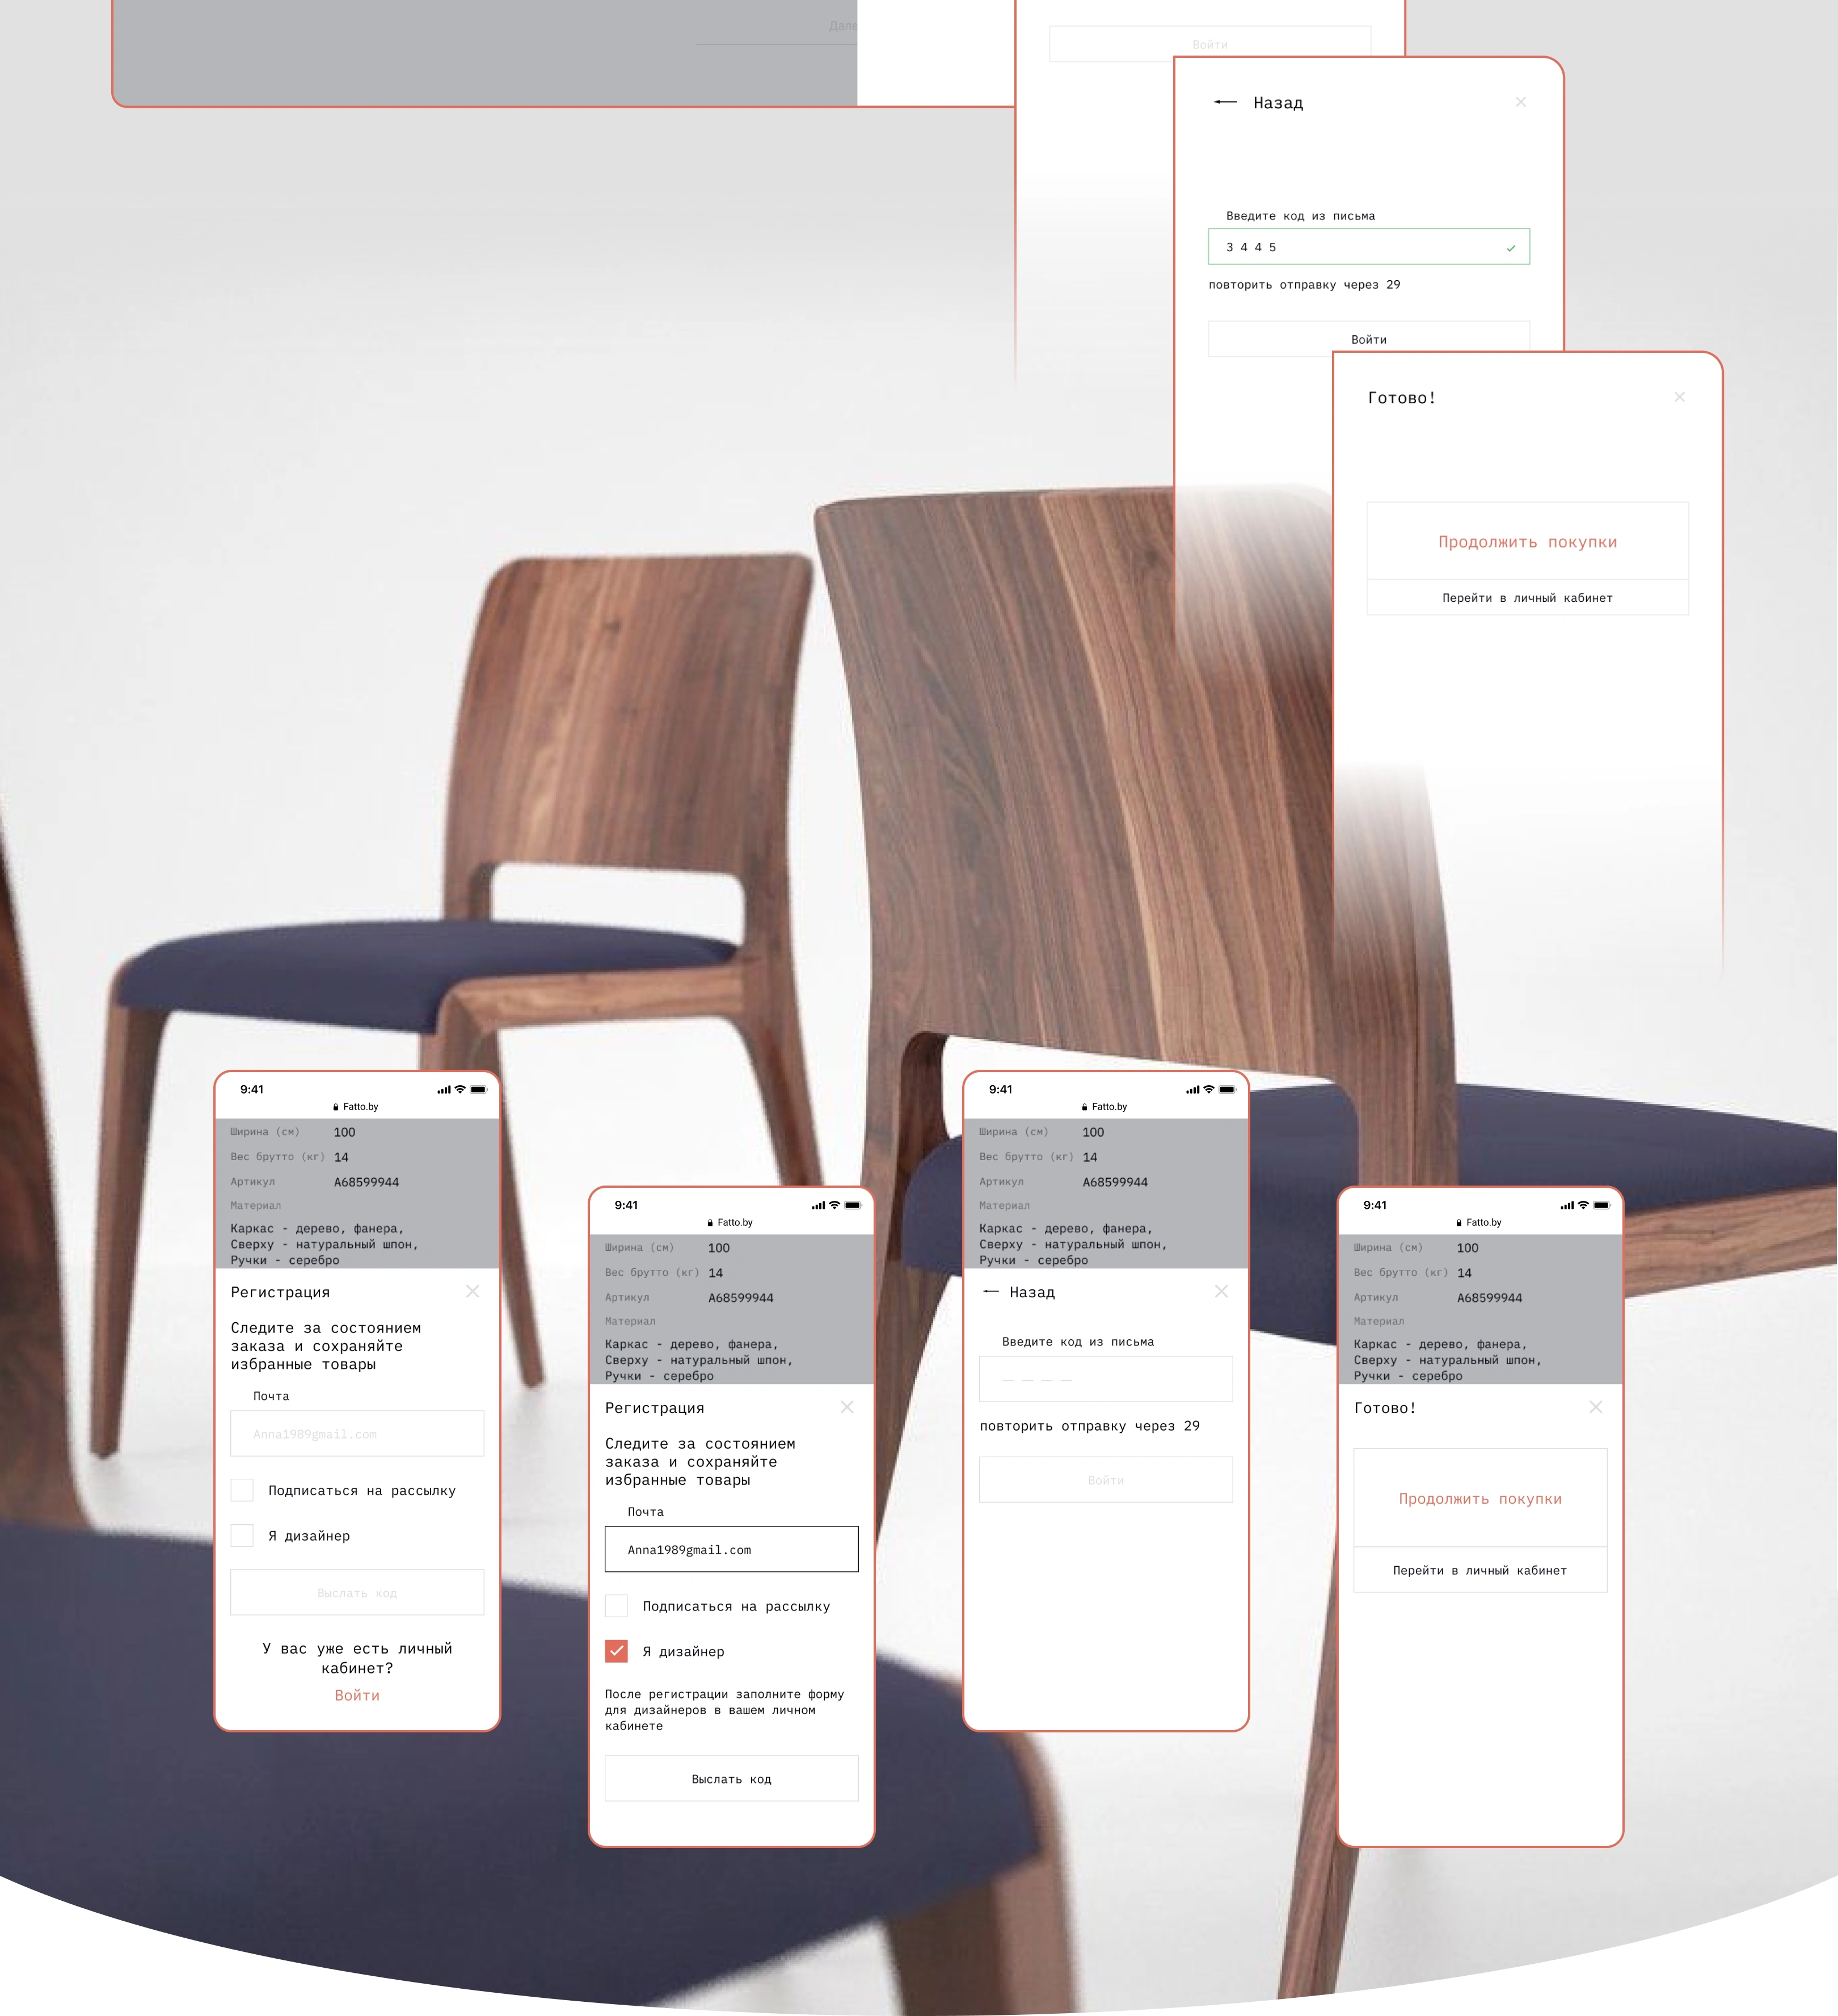 Войти
← Назад
Введите код из письма
3 4 4 5
повторить отправку через 29
Войти
Готово!
Продолжить покупки
Перейти в личный кабинет
9:41
Fatto.by
Ширина (см) 100
Вес брутто (кг) 14
Артикул A68599944
Материал
Каркас - дерево, фанера,
Сверху - натуральный шпон,
Ручки - серебро
Регистрация
Следите за состоянием
заказа и сохраняйте
избранные товары
Почта
Anna1989gmail.com
Подписаться на рассылку
Я дизайнер
Выслать код
У вас уже есть личный
кабинет?
Войти
9:41
Fatto.by
Ширина (см) 100
Вес брутто (кг) 14
Артикул A68599944
Материал
Каркас - дерево, фанера,
Сверху - натуральный шпон,
Ручки - серебро
Регистрация
Следите за состоянием
заказа и сохраняйте
избранные товары
Почта
Anna1989gmail.com
Подписаться на рассылку
Я дизайнер
После регистрации заполните форму
для дизайнеров в вашем личном
кабинете
Выслать код
9:41
Fatto.by
Ширина (см) 100
Вес брутто (кг) 14
Артикул A68599944
Материал
Каркас - дерево, фанера,
Сверху - натуральный шпон,
Ручки - серебро
← Назад
Введите код из письма
повторить отправку через 29
Войти
9:41
Fatto.by
Ширина (см) 100
Вес брутто (кг) 14
Артикул A68599944
Материал
Каркас - дерево, фанера,
Сверху - натуральный шпон,
Ручки - серебро
Готово!
Продолжить покупки
Перейти в личный кабинет